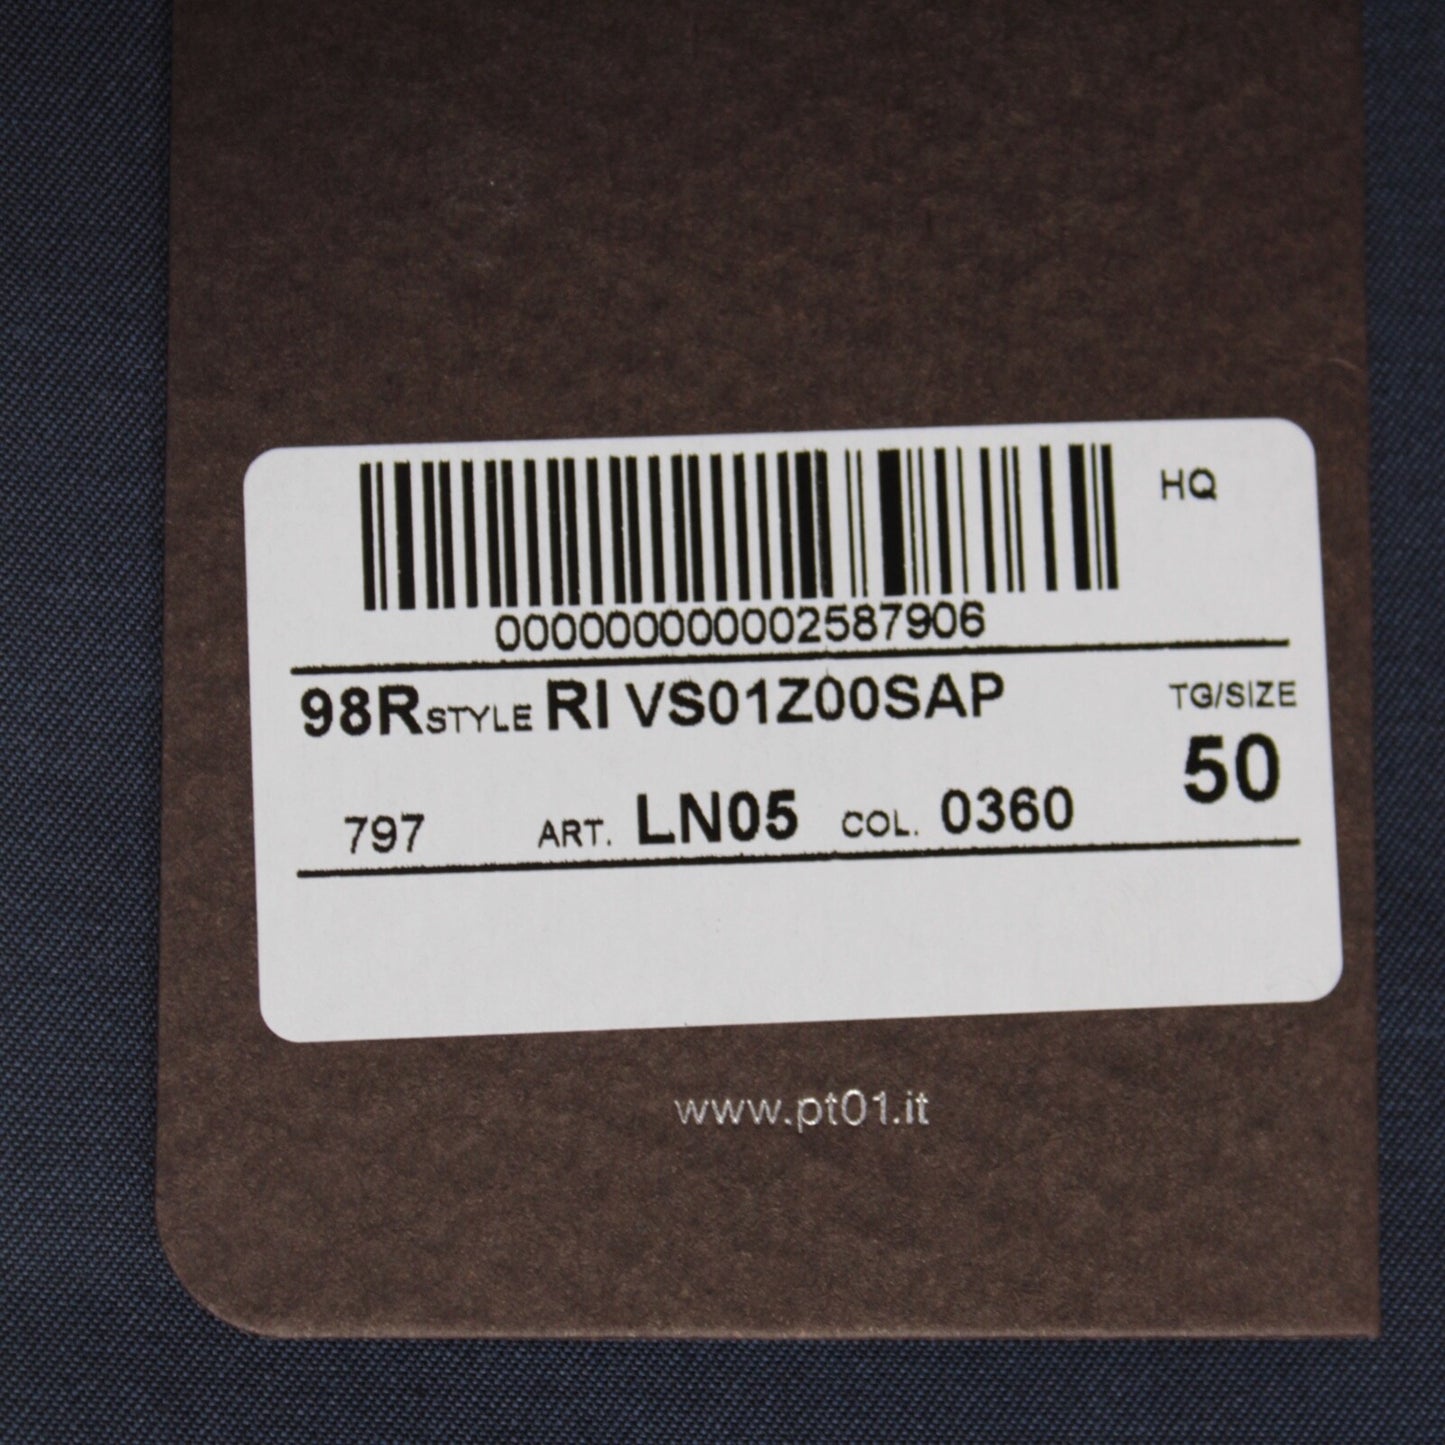 HQ
000000000002587906
98R STYLE RI VS01Z00SAP TG/SIZE
50
797 ART. LN05 COL. 0360
www.pt01.it